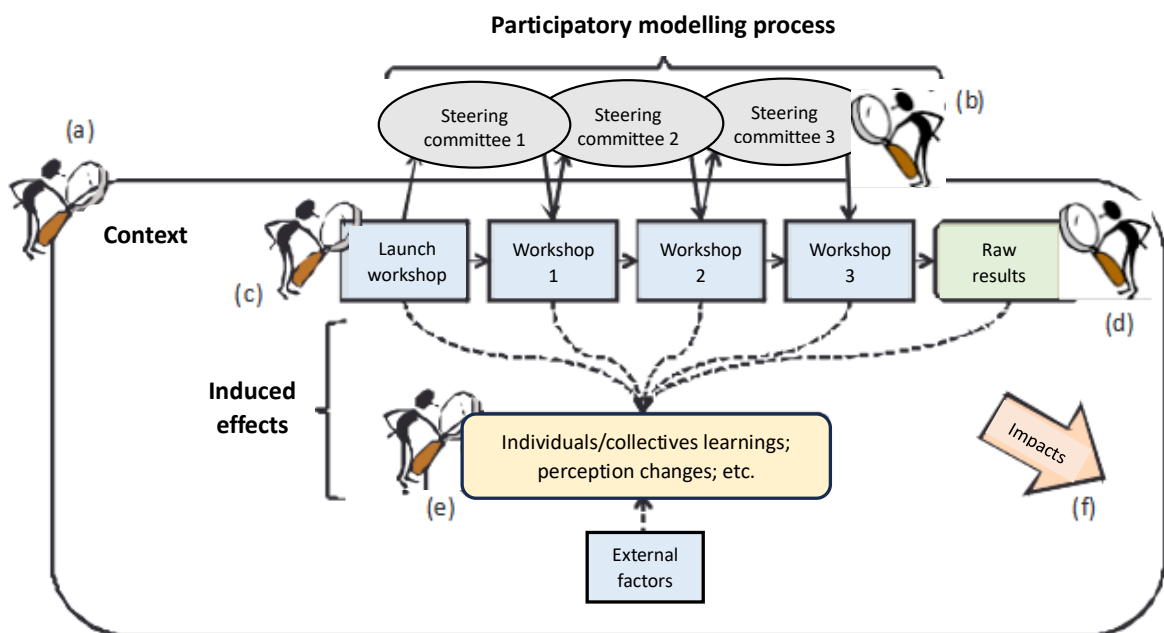 Participatory modelling process
(a)
(b)
Steering
committee 1
Steering
committee 2
Steering
committee 3
Context
(c)
Launch
workshop
Workshop
1
Workshop
2
Workshop
3
Raw
results
(d)
Induced
effects
(e)
Individuals/collectives learnings;
perception changes; etc.
Impacts
(f)
External
factors